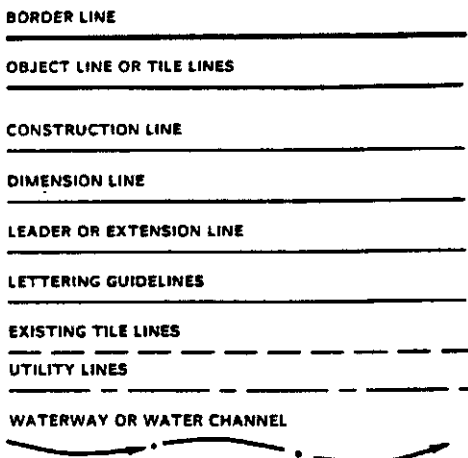 BORDER LINE
OBJECT LINE OR TILE LINES
CONSTRUCTION LINE
DIMENSION LINE
LEADER OR EXTENSION LINE
LETTERING GUIDELINES
EXISTING TILE LINES
UTILITY LINES
WATERWAY OR WATER CHANNEL